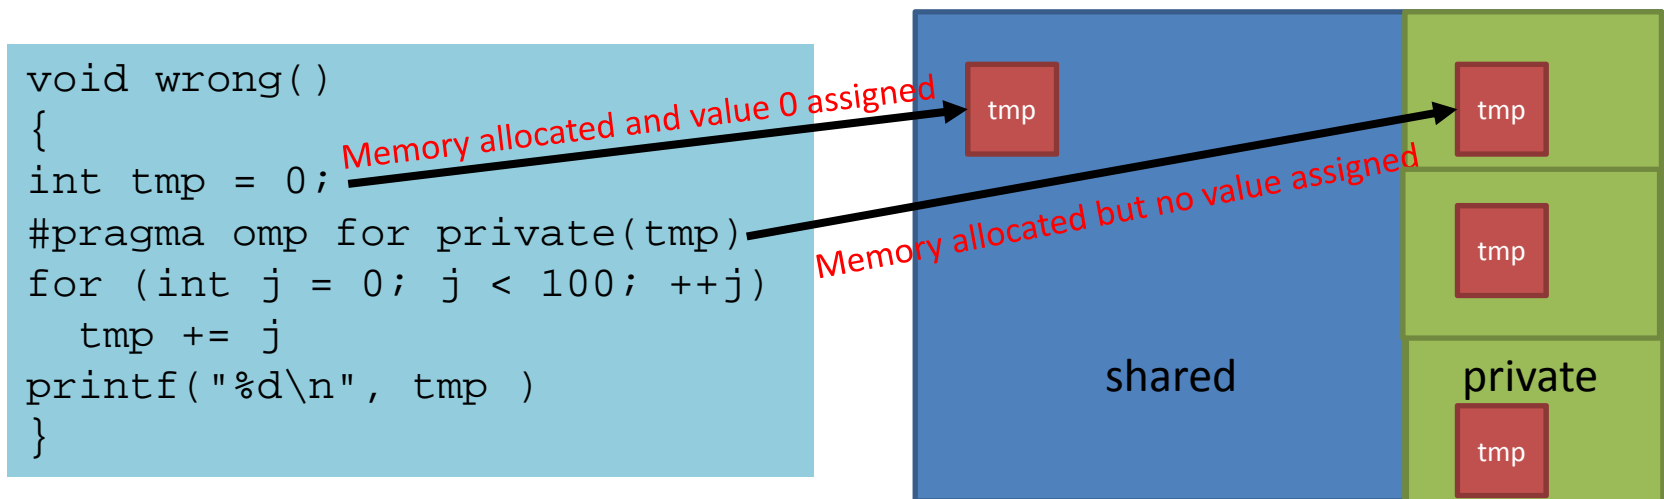 void wrong()
{
int tmp = 0;
#pragma omp for private(tmp)
for (int j = 0; j < 100; ++j)
  tmp += j
printf("%d\n", tmp )
}
Memory allocated and value 0 assigned
Memory allocated but no value assigned
tmp
tmp
tmp
shared
private
tmp